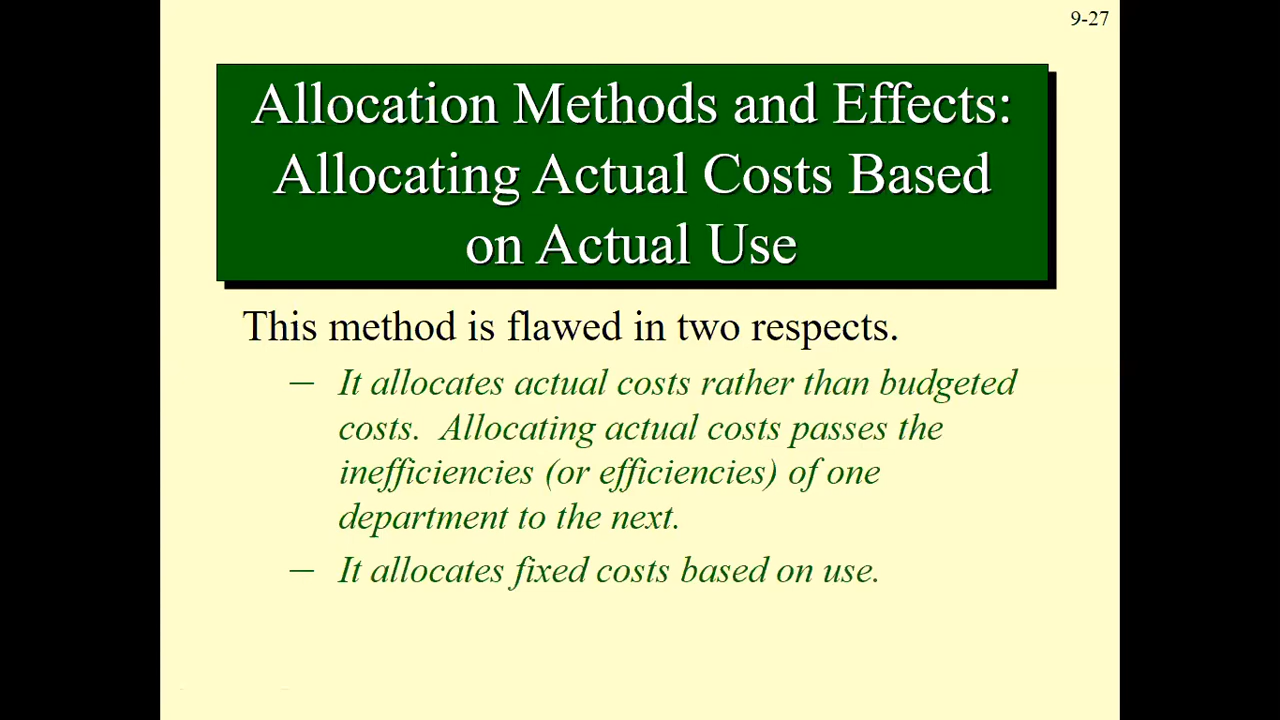 9-27
Allocation Methods and Effects:
Allocating Actual Costs Based
on Actual Use
This method is flawed in two respects.
– It allocates actual costs rather than budgeted
costs.  Allocating actual costs passes the
inefficiencies (or efficiencies) of one
department to the next.
– It allocates fixed costs based on use.